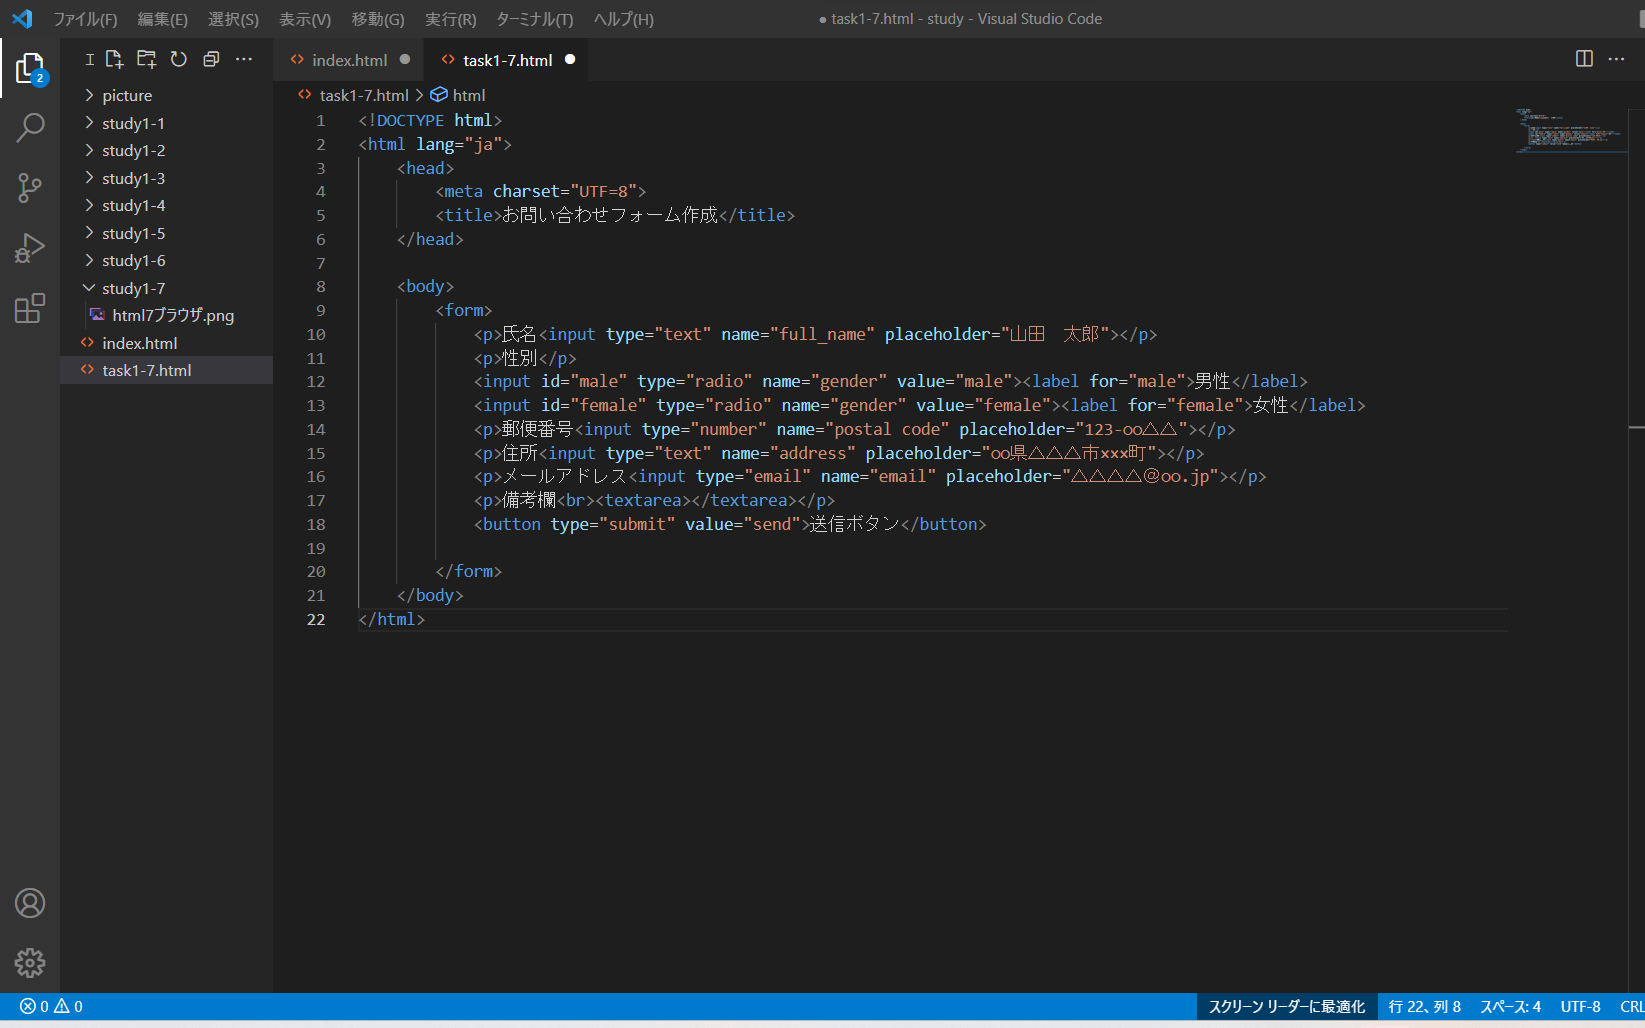 ファイル(F) 編集(E) 選択(S) 表示(V) 移動(G) 実行(R) ターミナル(T) ヘルプ(H) ● task1-7.html - study - Visual Studio Code
index.html
task1-7.html
2
picture
study1-1
study1-2
study1-3
study1-4
study1-5
study1-6
study1-7
html7ブラウザ.png
index.html
task1-7.html
task1-7.html > html
1 <!DOCTYPE html>
2 <html lang="ja">
3 <head>
4 <meta charset="UTF=8">
5 <title>お問い合わせフォーム作成</title>
6 </head>
7
8 <body>
9 <form>
10 <p>氏名<input type="text" name="full_name" placeholder="山田　太郎"></p>
11 <p>性別</p>
12 <input id="male" type="radio" name="gender" value="male"><label for="male">男性</label>
13 <input id="female" type="radio" name="gender" value="female"><label for="female">女性</label>
14 <p>郵便番号<input type="number" name="postal code" placeholder="123-oo△△"></p>
15 <p>住所<input type="text" name="address" placeholder="oo県△△△市×××町"></p>
16 <p>メールアドレス<input type="email" name="email" placeholder="△△△△@oo.jp"></p>
17 <p>備考欄<br><textarea></textarea></p>
18 <button type="submit" value="send">送信ボタン</button>
19
20 </form>
21 </body>
22 </html>
0 0 スクリーン リーダーに最適化 行 22、列 8 スペース: 4 UTF-8 CRL